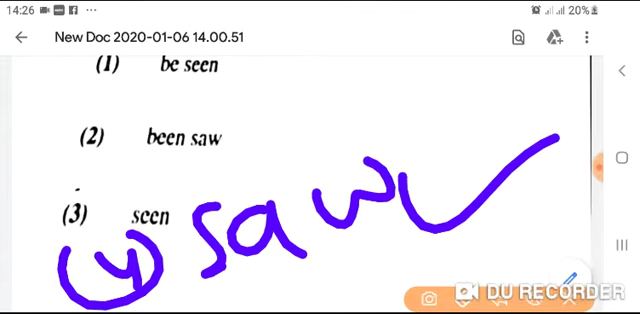 14:26 20%
New Doc 2020-01-06 14.00.51
(1) be seen
(2) been saw
(3) seen
(4) saw
DU RECORDER